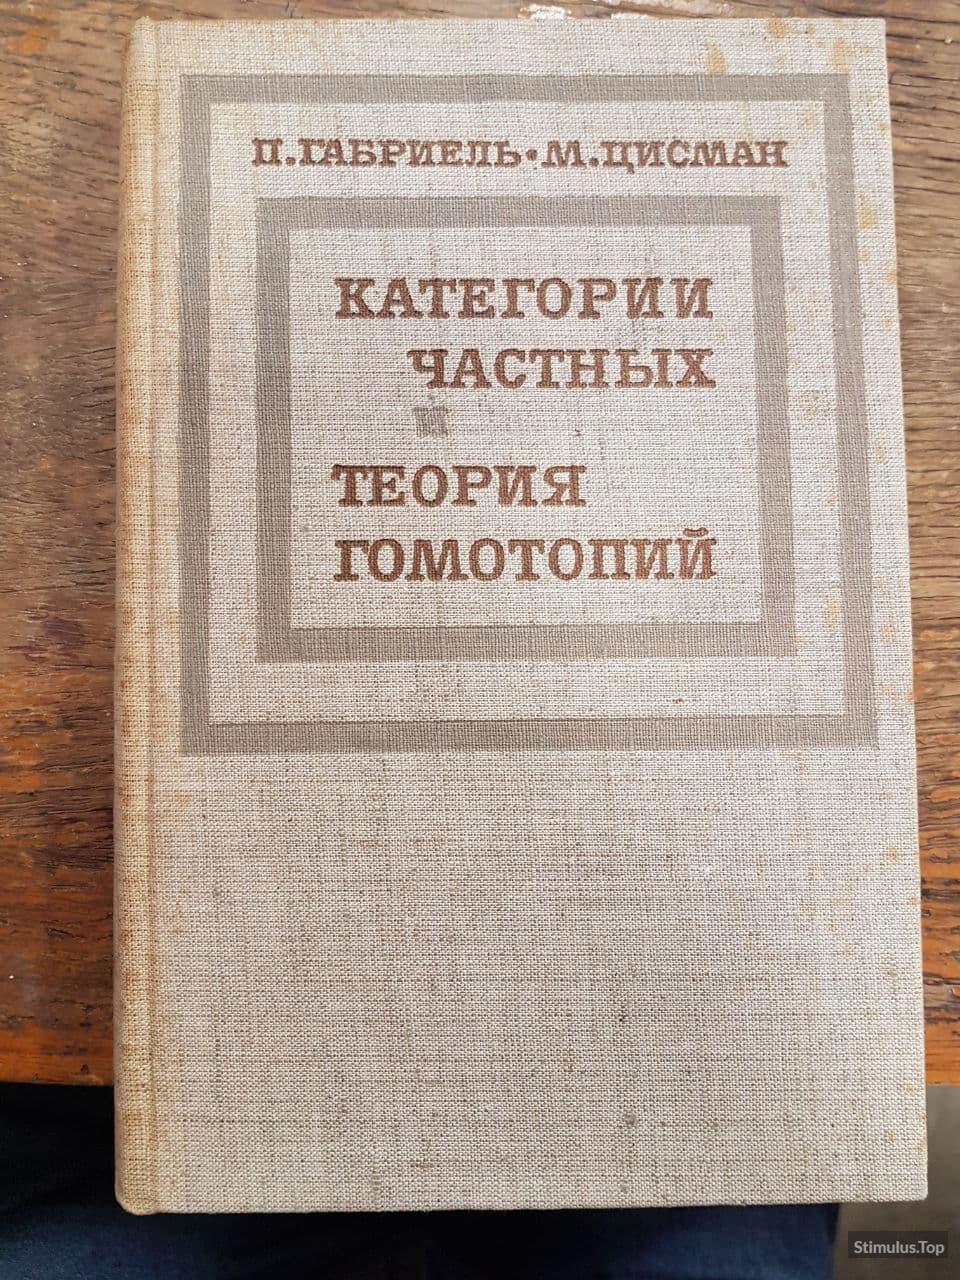 П.ГАБРИЕЛЬ·М.ЦИСМАН
КАТЕГОРИИ
ЧАСТНЫХ
И
ТЕОРИЯ
ГОМОТОПИЙ
Stimulus.Top